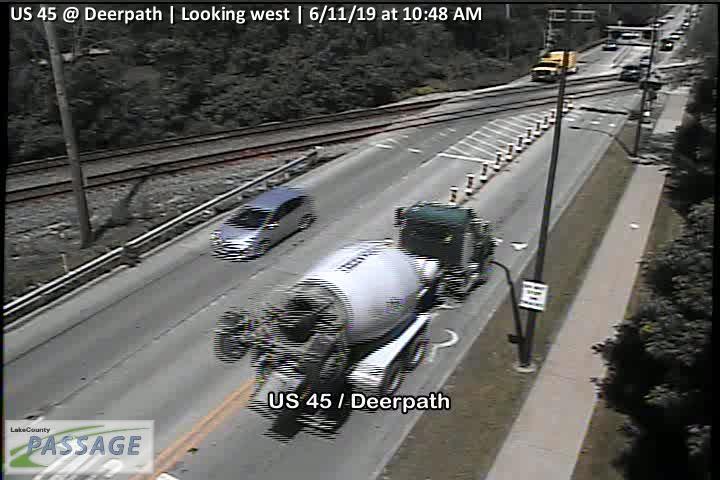 US 45 @ Deerpath | Looking west | 6/11/19 at 10:48 AM
US 45 / Deerpath
LakeCounty
PASSAGE